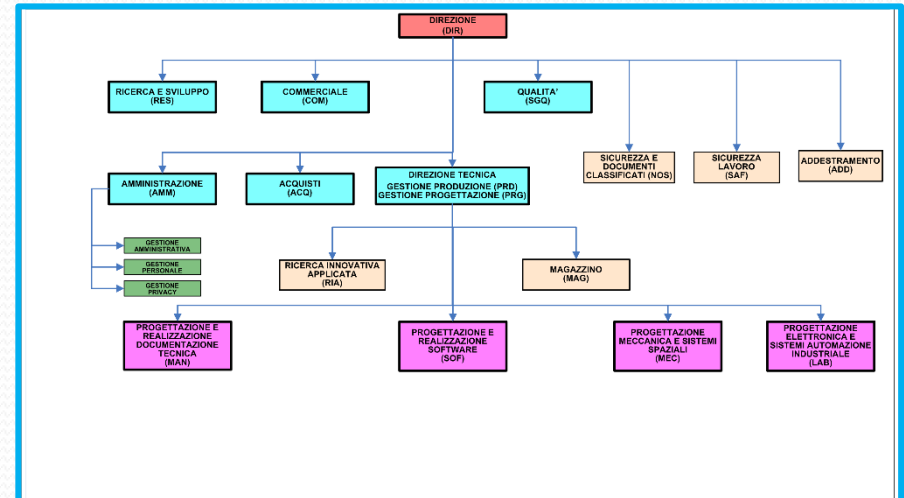 DIREZIONE
(DIR)
RICERCA E SVILUPPO
(RES)
COMMERCIALE
(COM)
QUALITA'
(SGQ)
SICUREZZA E
DOCUMENTI
CLASSIFICATI (NOS)
SICUREZZA
LAVORO
(SAF)
ADDESTRAMENTO
(ADD)
AMMINISTRAZIONE
(AMM)
ACQUISTI
(ACQ)
DIREZIONE TECNICA
GESTIONE PRODUZIONE (PRD)
GESTIONE PROGETTAZIONE (PRG)
GESTIONE
AMMINISTRATIVA
GESTIONE
PERSONALE
GESTIONE
PRIVACY
RICERCA INNOVATIVA
APPLICATA
(RIA)
MAGAZZINO
(MAG)
PROGETTAZIONE E
REALIZZAZIONE
DOCUMENTAZIONE
TECNICA
(MAN)
PROGETTAZIONE E
REALIZZAZIONE
SOFTWARE
(SOF)
PROGETTAZIONE
MECCANICA E SISTEMI
SPAZIALI
(MEC)
PROGETTAZIONE
ELETTRONICA E
SISTEMI AUTOMAZIONE
INDUSTRIALE
(LAB)